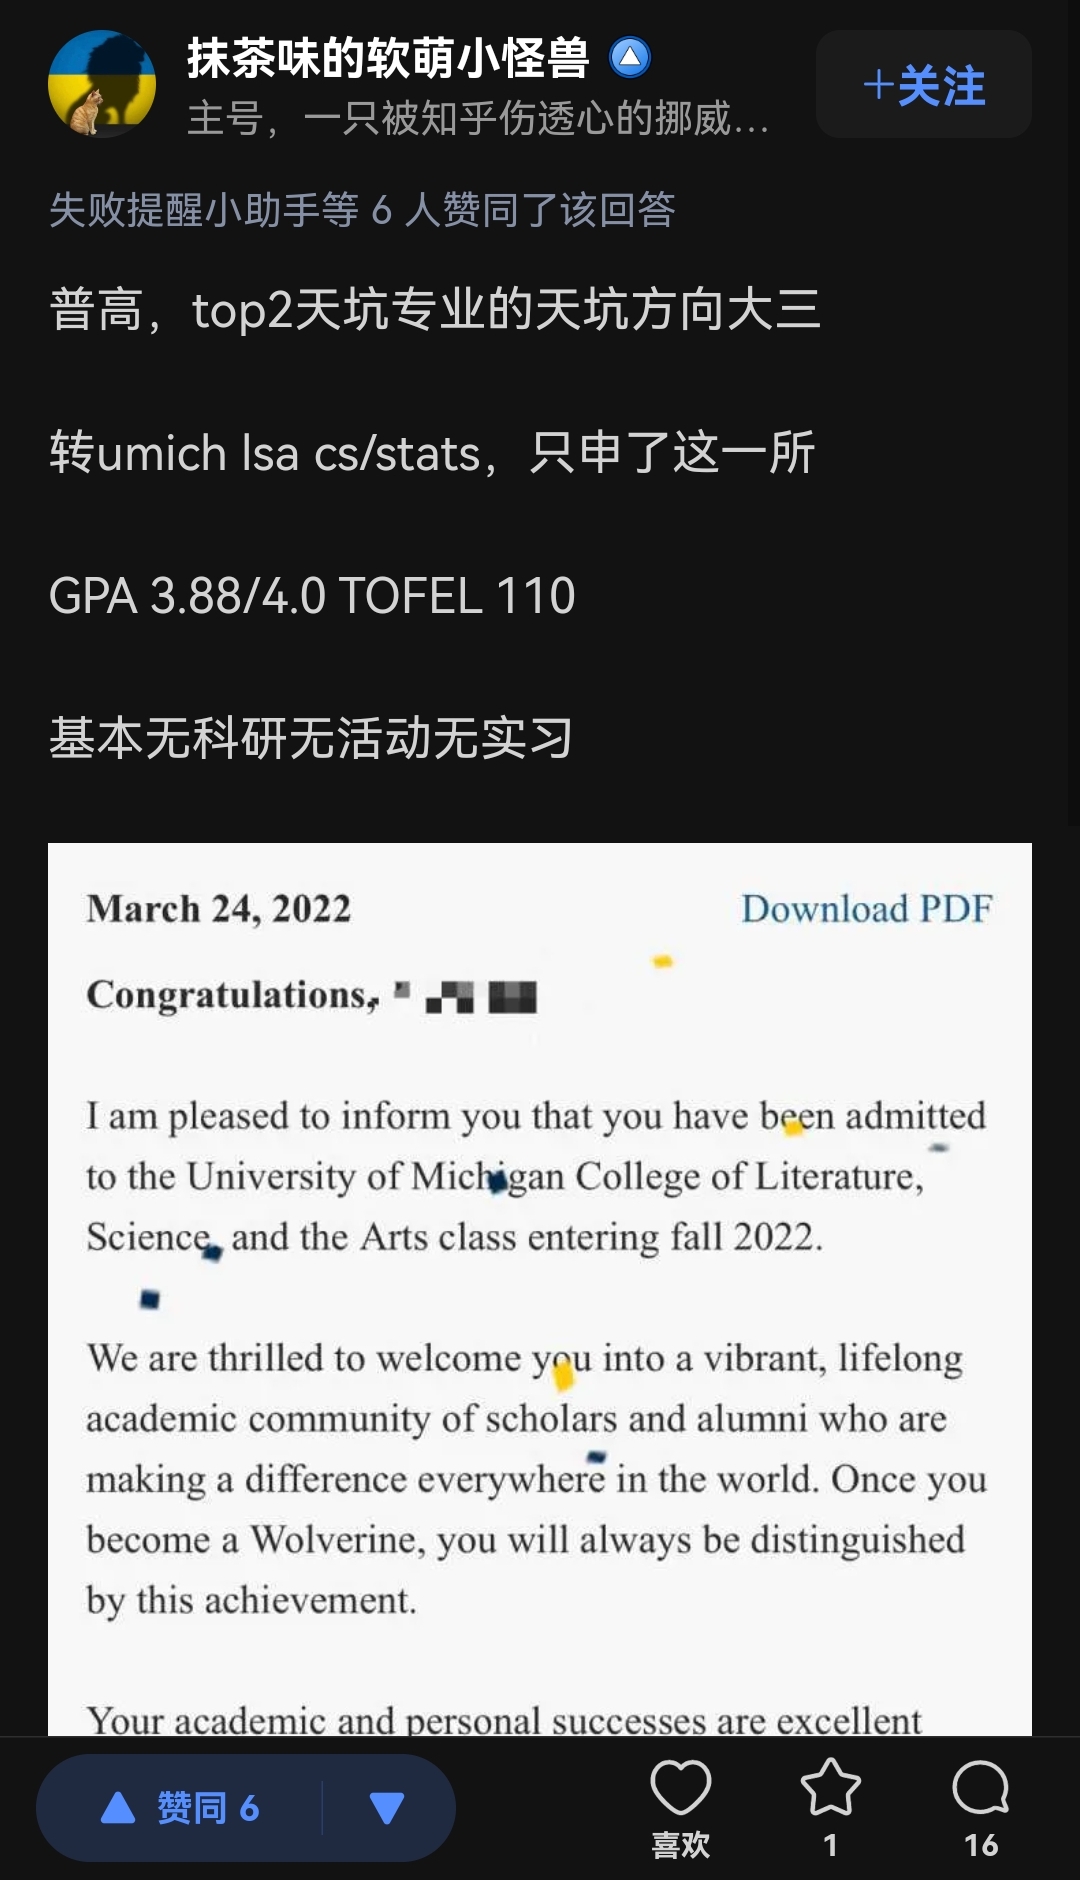 抹茶味的软萌小怪兽
+关注
主号，一只被知乎伤透心的挪威...
失败提醒小助手等 6 人赞同了该回答
普高，top2天坑专业的天坑方向大三
转umich lsa cs/stats，只申了这一所
GPA 3.88/4.0 TOFEL 110
基本无科研无活动无实习
March 24, 2022
Download PDF
Congratulations,
I am pleased to inform you that you have been admitted
to the University of Michigan College of Literature,
Science, and the Arts class entering fall 2022.
We are thrilled to welcome you into a vibrant, lifelong
academic community of scholars and alumni who are
making a difference everywhere in the world. Once you
become a Wolverine, you will always be distinguished
by this achievement.
Your academic and personal successes are excellent
赞同 6
喜欢
1
16